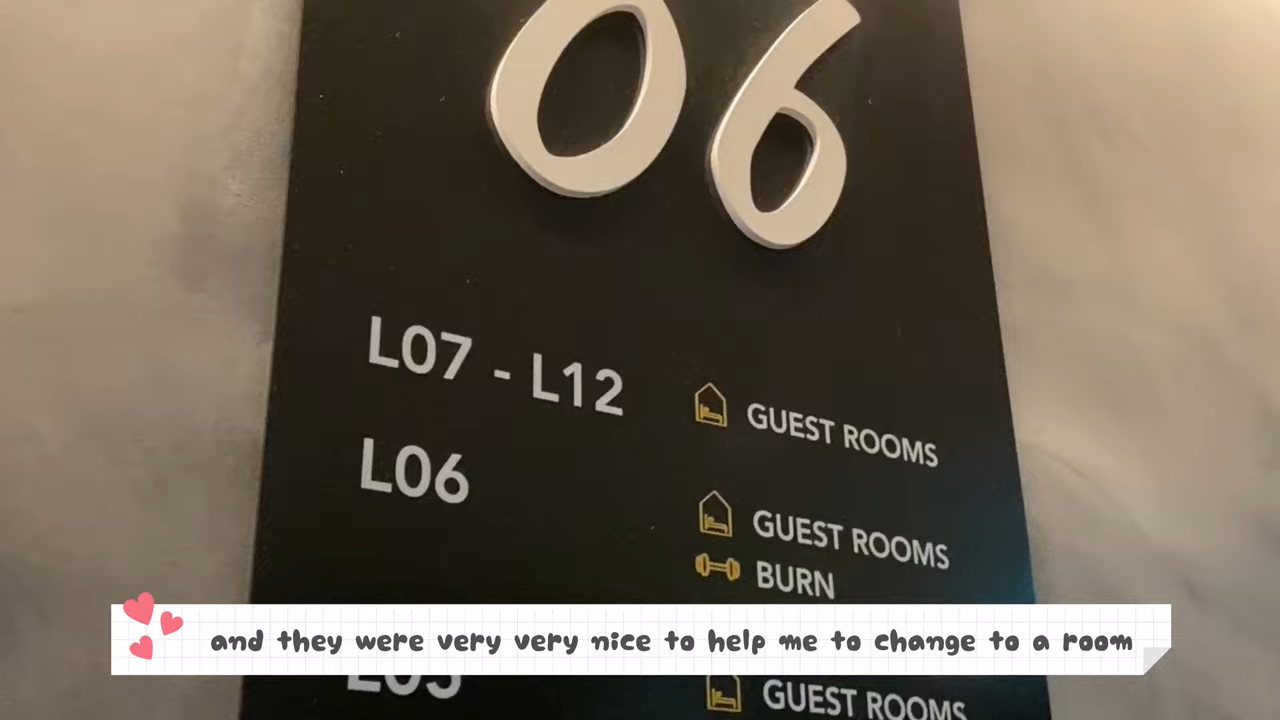 06
L07 - L12 GUEST ROOMS
L06 GUEST ROOMS
BURN
and they were very very nice to help me to change to a room
L05 GUEST ROOMS